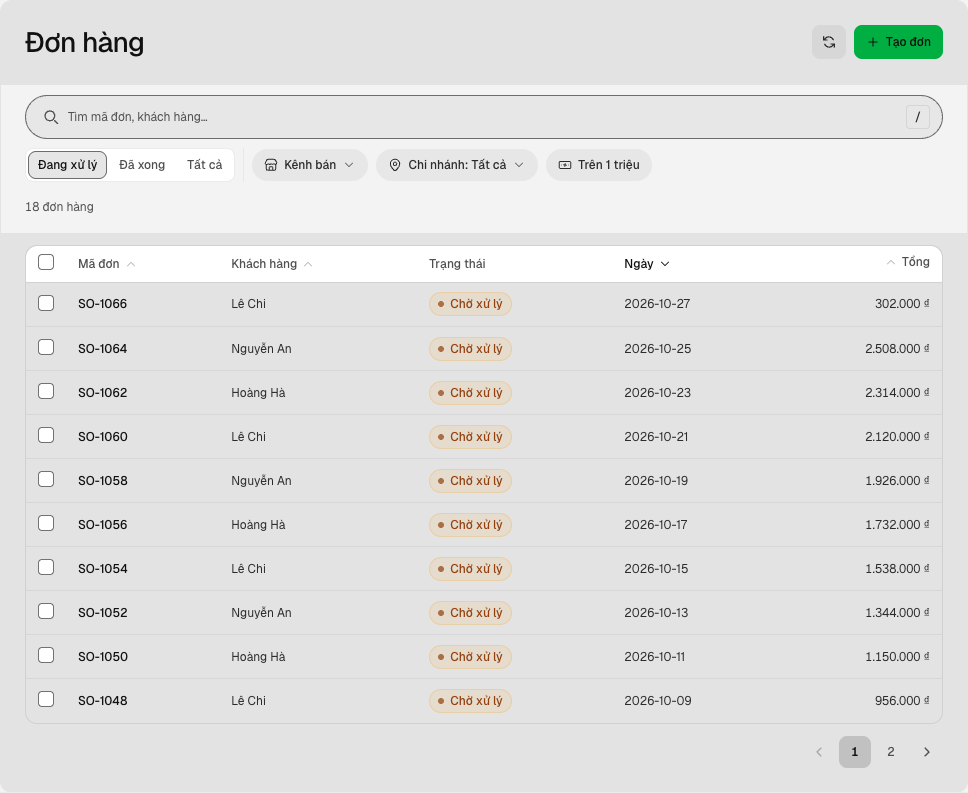 Đơn hàng
Tạo đơn
Tìm mã đơn, khách hàng...
/
Đang xử lý Đã xong Tất cả Kênh bán Chi nhánh: Tất cả Trên 1 triệu
18 đơn hàng
Mã đơn Khách hàng Trạng thái Ngày Tổng
SO-1066 Lê Chi Chờ xử lý 2026-10-27 302.000 ₫
SO-1064 Nguyễn An Chờ xử lý 2026-10-25 2.508.000 ₫
SO-1062 Hoàng Hà Chờ xử lý 2026-10-23 2.314.000 ₫
SO-1060 Lê Chi Chờ xử lý 2026-10-21 2.120.000 ₫
SO-1058 Nguyễn An Chờ xử lý 2026-10-19 1.926.000 ₫
SO-1056 Hoàng Hà Chờ xử lý 2026-10-17 1.732.000 ₫
SO-1054 Lê Chi Chờ xử lý 2026-10-15 1.538.000 ₫
SO-1052 Nguyễn An Chờ xử lý 2026-10-13 1.344.000 ₫
SO-1050 Hoàng Hà Chờ xử lý 2026-10-11 1.150.000 ₫
SO-1048 Lê Chi Chờ xử lý 2026-10-09 956.000 ₫
1 2